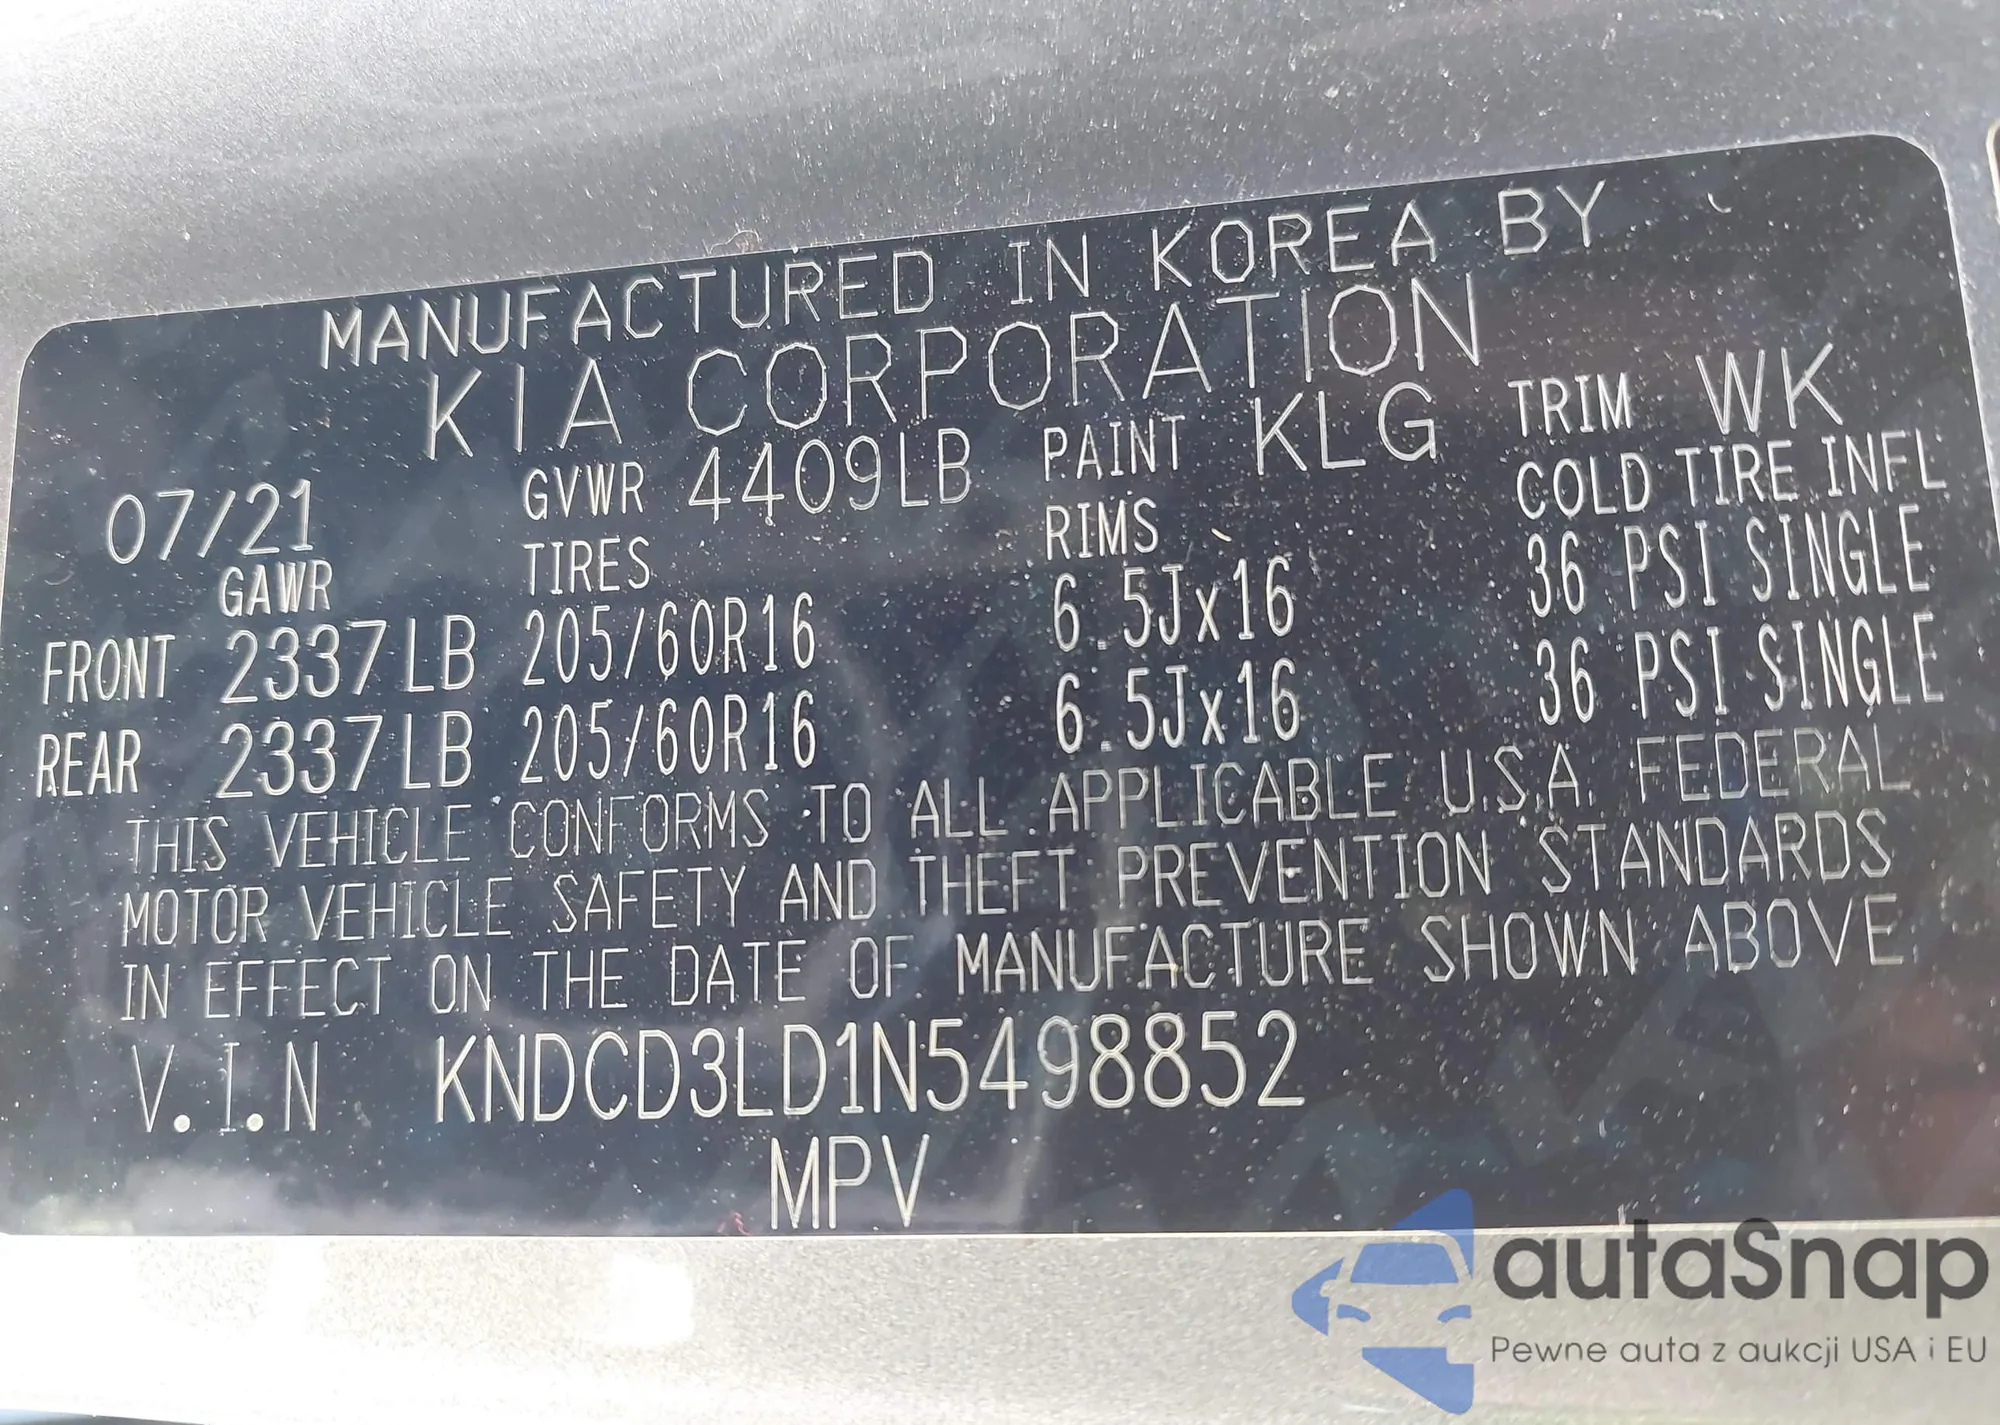 MANUFACTURED IN KOREA BY
KIA CORPORATION
07/21 GVWR 4409LB PAINT KLG TRIM WK
GAWR TIRES RIMS COLD TIRE INFL
FRONT 2337LB 205/60R16 6.5Jx16 36 PSI SINGLE
REAR 2337LB 205/60R16 6.5Jx16 36 PSI SINGLE
THIS VEHICLE CONFORMS TO ALL APPLICABLE U.S.A. FEDERAL
MOTOR VEHICLE SAFETY AND THEFT PREVENTION STANDARDS
IN EFFECT ON THE DATE OF MANUFACTURE SHOWN ABOVE.
V.I.N KNDCD3LD1N5498852
MPV
autaSnap
Pewne auta z aukcji USA i EU